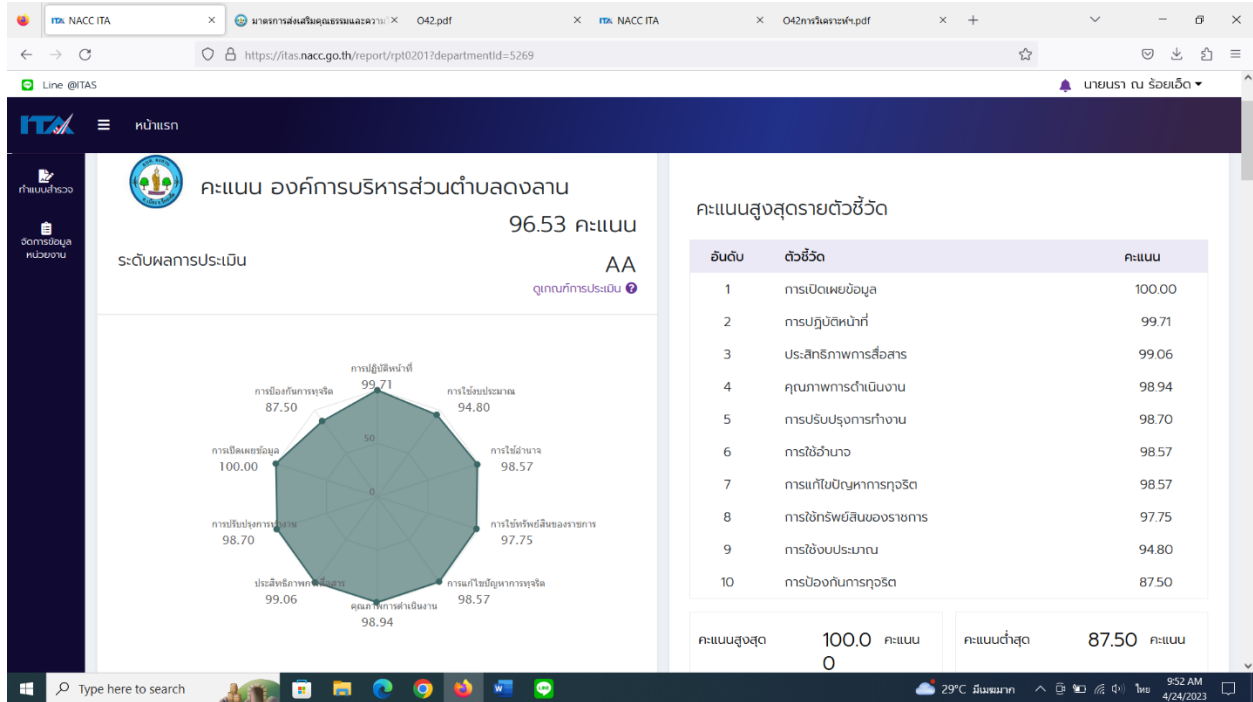 NACC ITA
มาตรการส่งเสริมคุณธรรมและความโ
O42.pdf
NACC ITA
O42การวิเคราะห์ฯ.pdf
https://itas.nacc.go.th/report/rpt0201?departmentId=5269
Line @ITAS
นายนรา ณ ร้อยเอ็ด
ITA
หน้าแรก
ทำแบบสำรวจ
จัดการข้อมูล
หน่วยงาน
คะแนน องค์การบริหารส่วนตำบลดงลาน
96.53 คะแนน
ระดับผลการประเมิน
AA
ดูเกณฑ์การประเมิน
การปฏิบัติหน้าที่
99.71
การป้องกันการทุจริต
87.50
การใช้งบประมาณ
94.80
50
การเปิดเผยข้อมูล
100.00
การใช้อำนาจ
98.57
0
การปรับปรุงการทำงาน
98.70
การใช้ทรัพย์สินของราชการ
97.75
ประสิทธิภาพการสื่อสาร
99.06
การแก้ไขปัญหาการทุจริต
98.57
คุณภาพการดำเนินงาน
98.94
คะแนนสูงสุดรายตัวชี้วัด
อันดับ ตัวชี้วัด คะแนน
1 การเปิดเผยข้อมูล 100.00
2 การปฏิบัติหน้าที่ 99.71
3 ประสิทธิภาพการสื่อสาร 99.06
4 คุณภาพการดำเนินงาน 98.94
5 การปรับปรุงการทำงาน 98.70
6 การใช้อำนาจ 98.57
7 การแก้ไขปัญหาการทุจริต 98.57
8 การใช้ทรัพย์สินของราชการ 97.75
9 การใช้งบประมาณ 94.80
10 การป้องกันการทุจริต 87.50
คะแนนสูงสุด 100.0 คะแนน
0
คะแนนต่ำสุด 87.50 คะแนน
Type here to search
29°C มีเมฆมาก
ไทย
9:52 AM
4/24/2023